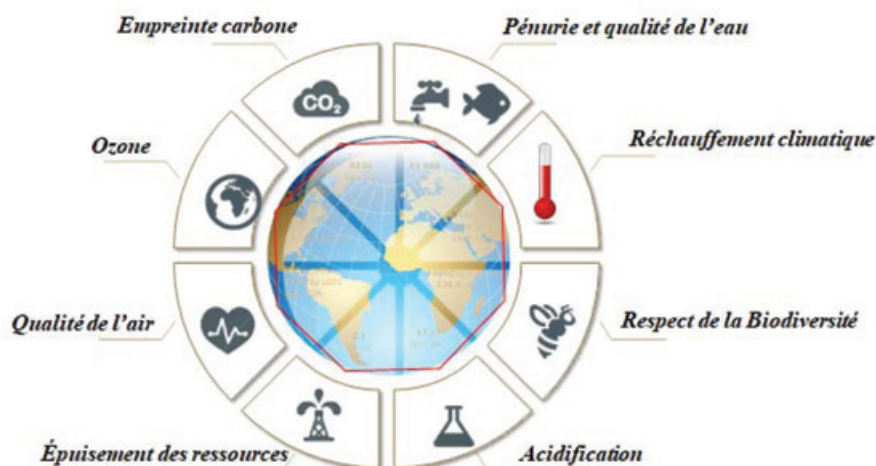 Empreinte carbone
Pénurie et qualité de l'eau
CO₂
Ozone
Réchauffement climatique
Qualité de l'air
Respect de la Biodiversité
Épuisement des ressources
Acidification